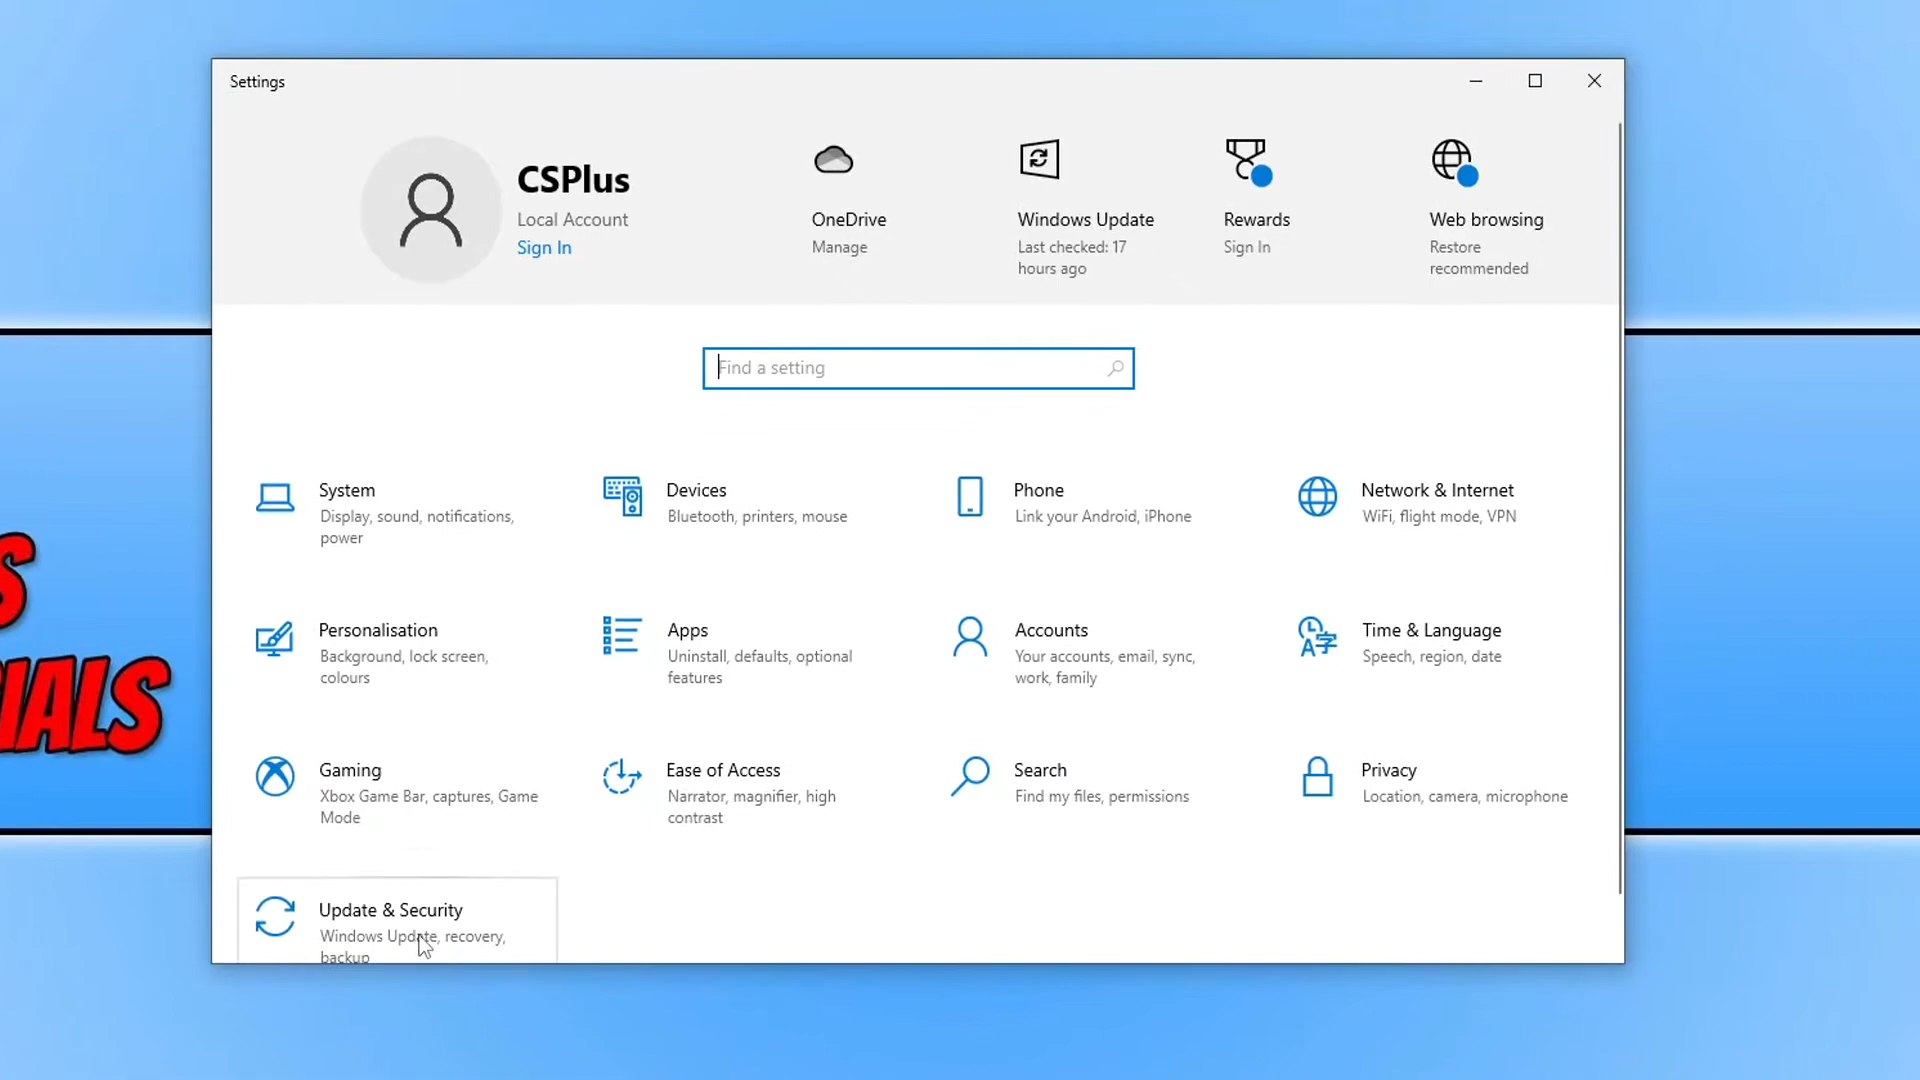 Settings
CSPlus
Local Account
Sign In
OneDrive
Manage
Windows Update
Last checked: 17
hours ago
Rewards
Sign In
Web browsing
Restore
recommended
Find a setting
System
Display, sound, notifications,
power
Devices
Bluetooth, printers, mouse
Phone
Link your Android, iPhone
Network & Internet
WiFi, flight mode, VPN
Personalisation
Background, lock screen,
colours
Apps
Uninstall, defaults, optional
features
Accounts
Your accounts, email, sync,
work, family
Time & Language
Speech, region, date
Gaming
Xbox Game Bar, captures, Game
Mode
Ease of Access
Narrator, magnifier, high
contrast
Search
Find my files, permissions
Privacy
Location, camera, microphone
Update & Security
Windows Update, recovery,
backup
S
IALS